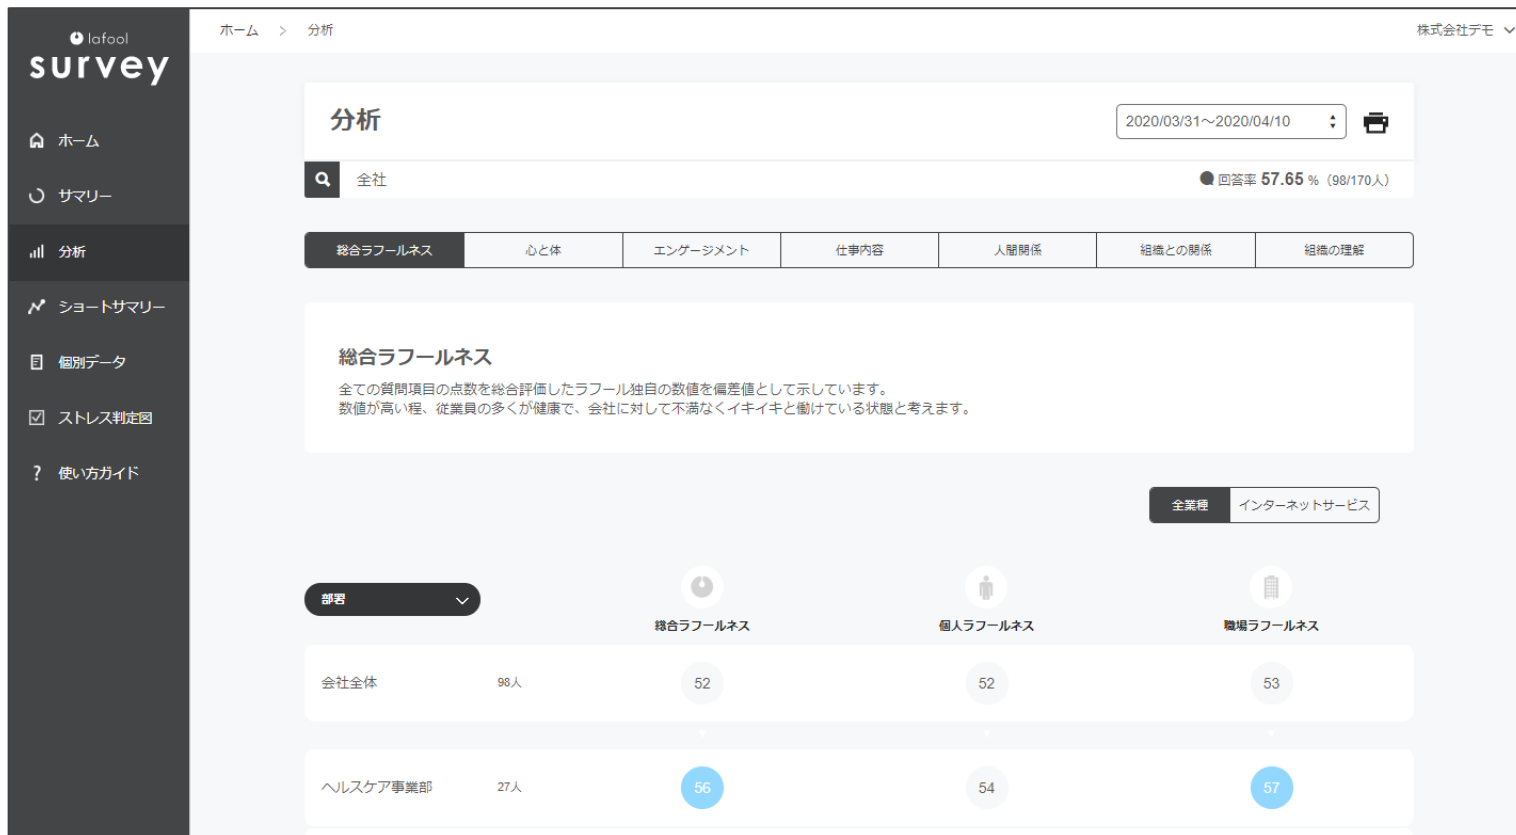 lafool
survey
ホーム
サマリー
分析
ショートサマリー
個別データ
ストレス判定図
? 使い方ガイド
ホーム > 分析
株式会社デモ
分析
2020/03/31～2020/04/10
全社
回答率 57.65 %（98/170人）
総合ラフールネス 心と体 エンゲージメント 仕事内容 人間関係 組織との関係 組織の理解
総合ラフールネス
全ての質問項目の点数を総合評価したラフール独自の数値を偏差値として示しています。
数値が高い程、従業員の多くが健康で、会社に対して不満なくイキイキと働けている状態と考えます。
全業種 インターネットサービス
部署
総合ラフールネス 個人ラフールネス 職場ラフールネス
会社全体 98人 52 52 53
ヘルスケア事業部 27人 56 54 57